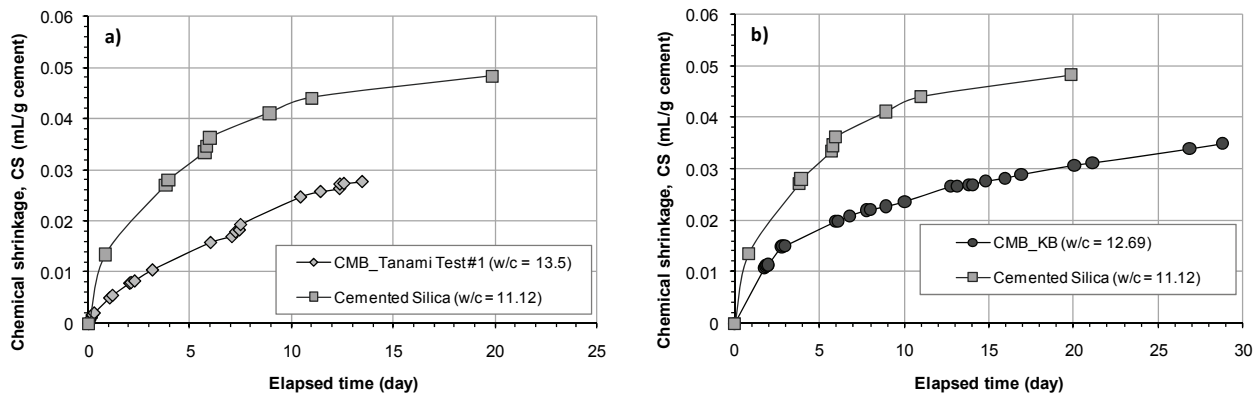 a)
Chemical shrinkage, CS (mL/g cement)
0.06
0.05
0.04
0.03
0.02
0.01
0
CMB_Tanami Test#1 (w/c = 13.5)
Cemented Silica (w/c = 11.12)
0 5 10 15 20 25
Elapsed time (day)
b)
Chemical shrinkage, CS (mL/g cement)
0.06
0.05
0.04
0.03
0.02
0.01
0
CMB_KB (w/c = 12.69)
Cemented Silica (w/c = 11.12)
0 5 10 15 20 25 30
Elapsed time (day)